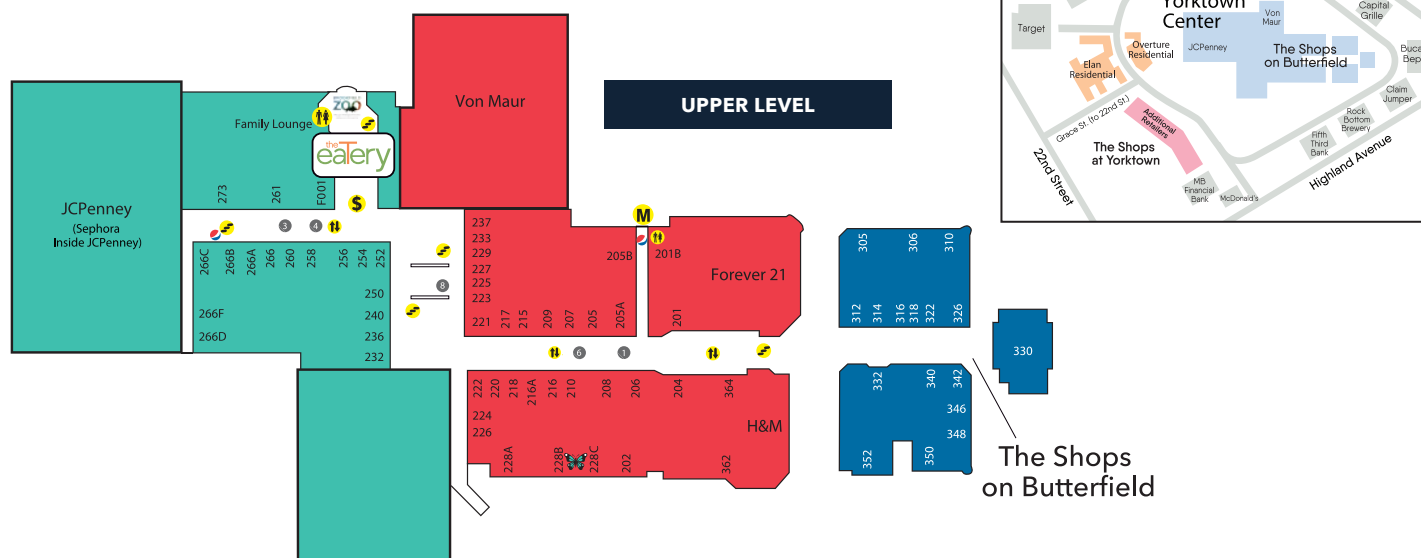 UPPER LEVEL
Von Maur
JCPenney
(Sephora
Inside JCPenney)
Family Lounge
ZOO
the
eaTery
273
261
F001
$
3
4
266C
266B
266A
266
260
258
256
254
252
250
240
236
232
266F
266D
8
237
233
229
227
225
223
221
217
215
209
207
205
205A
205B
M
201B
Forever 21
201
6
1
222
220
218
216A
216
210
208
206
204
364
224
226
H&M
228A
228B
228C
202
362
305
306
310
312
314
316
318
322
326
330
332
340
342
346
348
350
352
The Shops
on Butterfield
Yorktown
Center
Target
Von
Maur
Capital
Grille
JCPenney
Overture
Residential
Elan
Residential
The Shops
on Butterfield
Claim
Jumper
Rock
Bottom
Brewery
Fifth
Third
Bank
Highland Avenue
Grace St. (to 22nd St.)
Additional
Retailers
The Shops
at Yorktown
22nd Street
MB
Financial
Bank
McDonald's